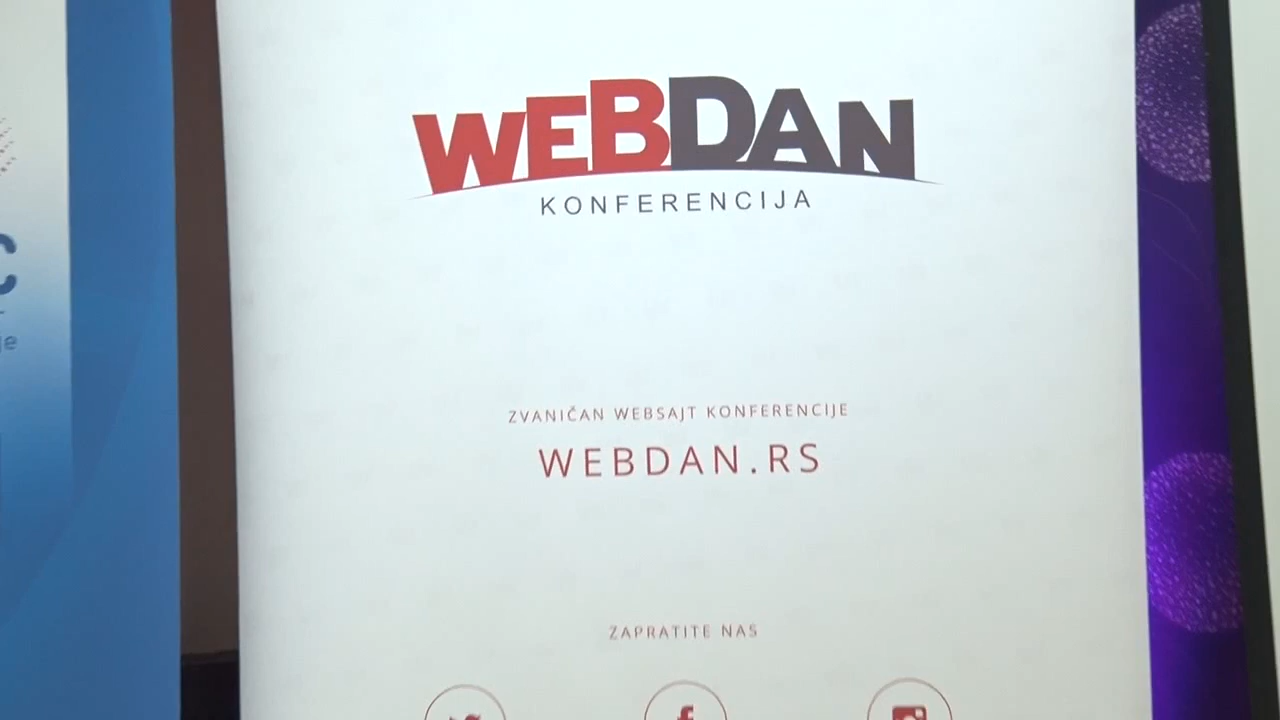 WEBDAN
KONFERENCIJA
ZVANIČAN WEBSAJT KONFERENCIJE
WEBDAN.RS
ZAPRATITE NAS